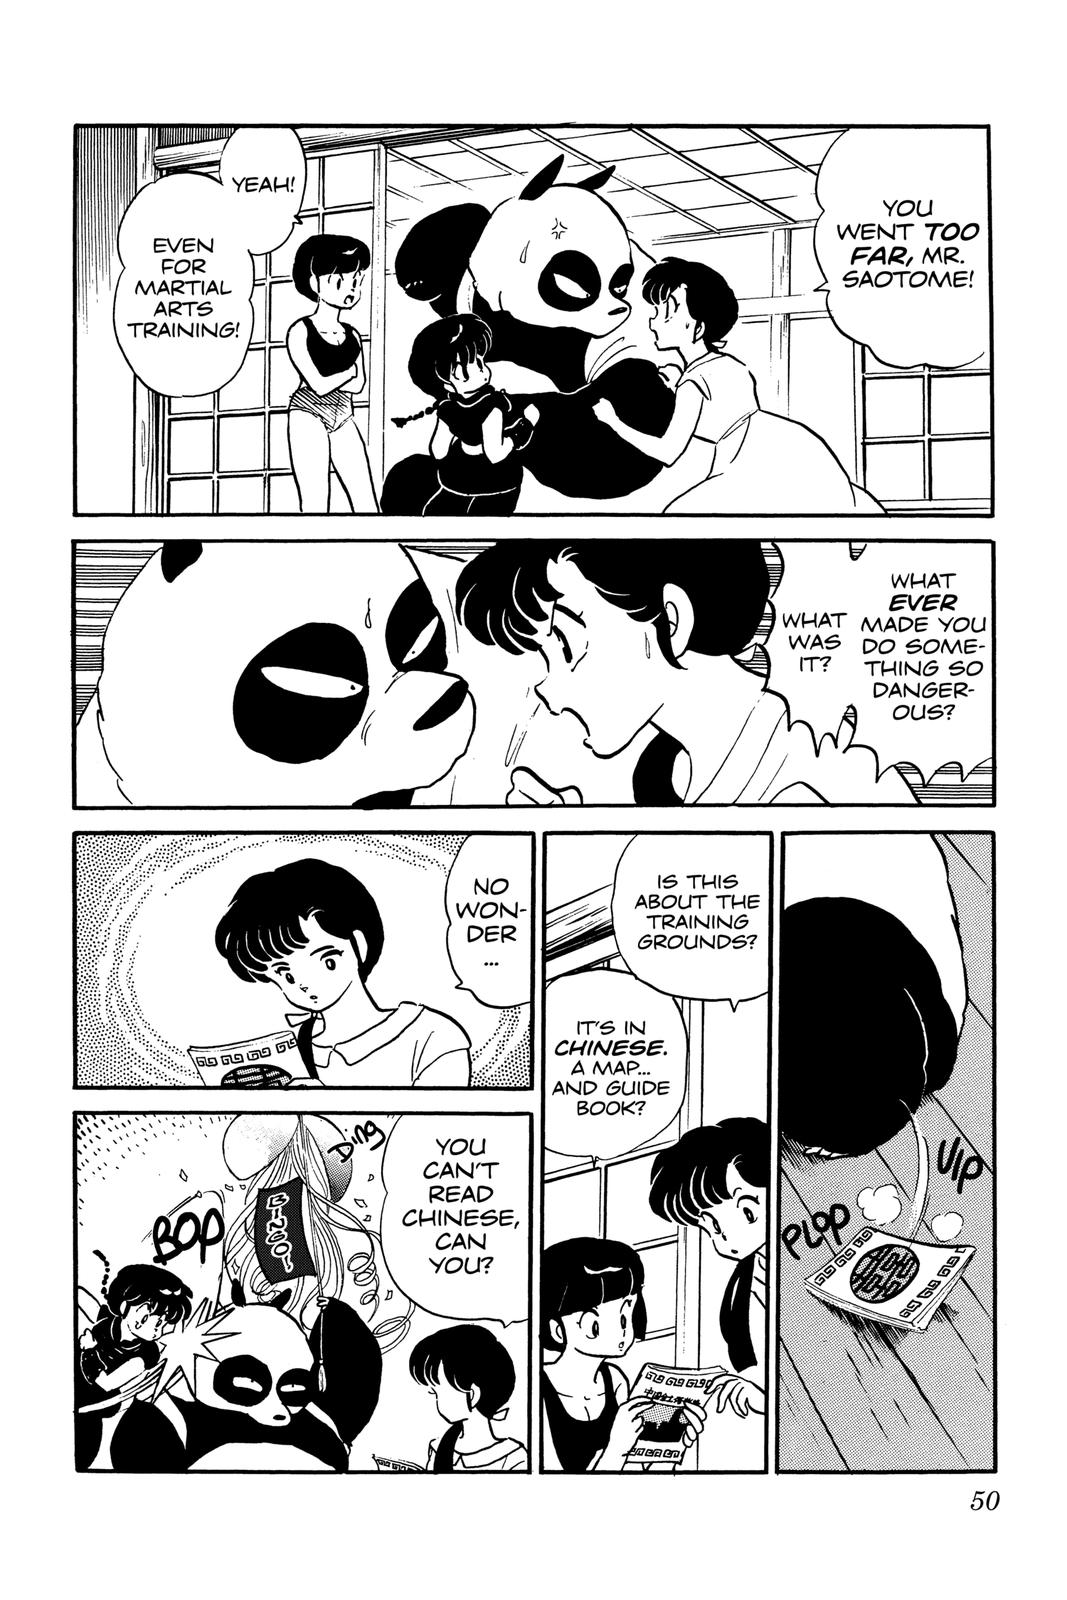 YOU
WENT TOO
FAR, MR.
SAOTOME!
YEAH!
EVEN
FOR
MARTIAL
ARTS
TRAINING!
WHAT
EVER
MADE YOU
DO SOME-
THING SO
DANGER-
OUS?
WHAT
WAS
IT?
VIP
PLOP
IS THIS
ABOUT THE
TRAINING
GROUNDS?
IT'S IN
CHINESE.
A MAP...
AND GUIDE
BOOK?
NO
WON-
DER
...
YOU
CAN'T
READ
CHINESE,
CAN
YOU?
DING
BINGO!
BOP
50